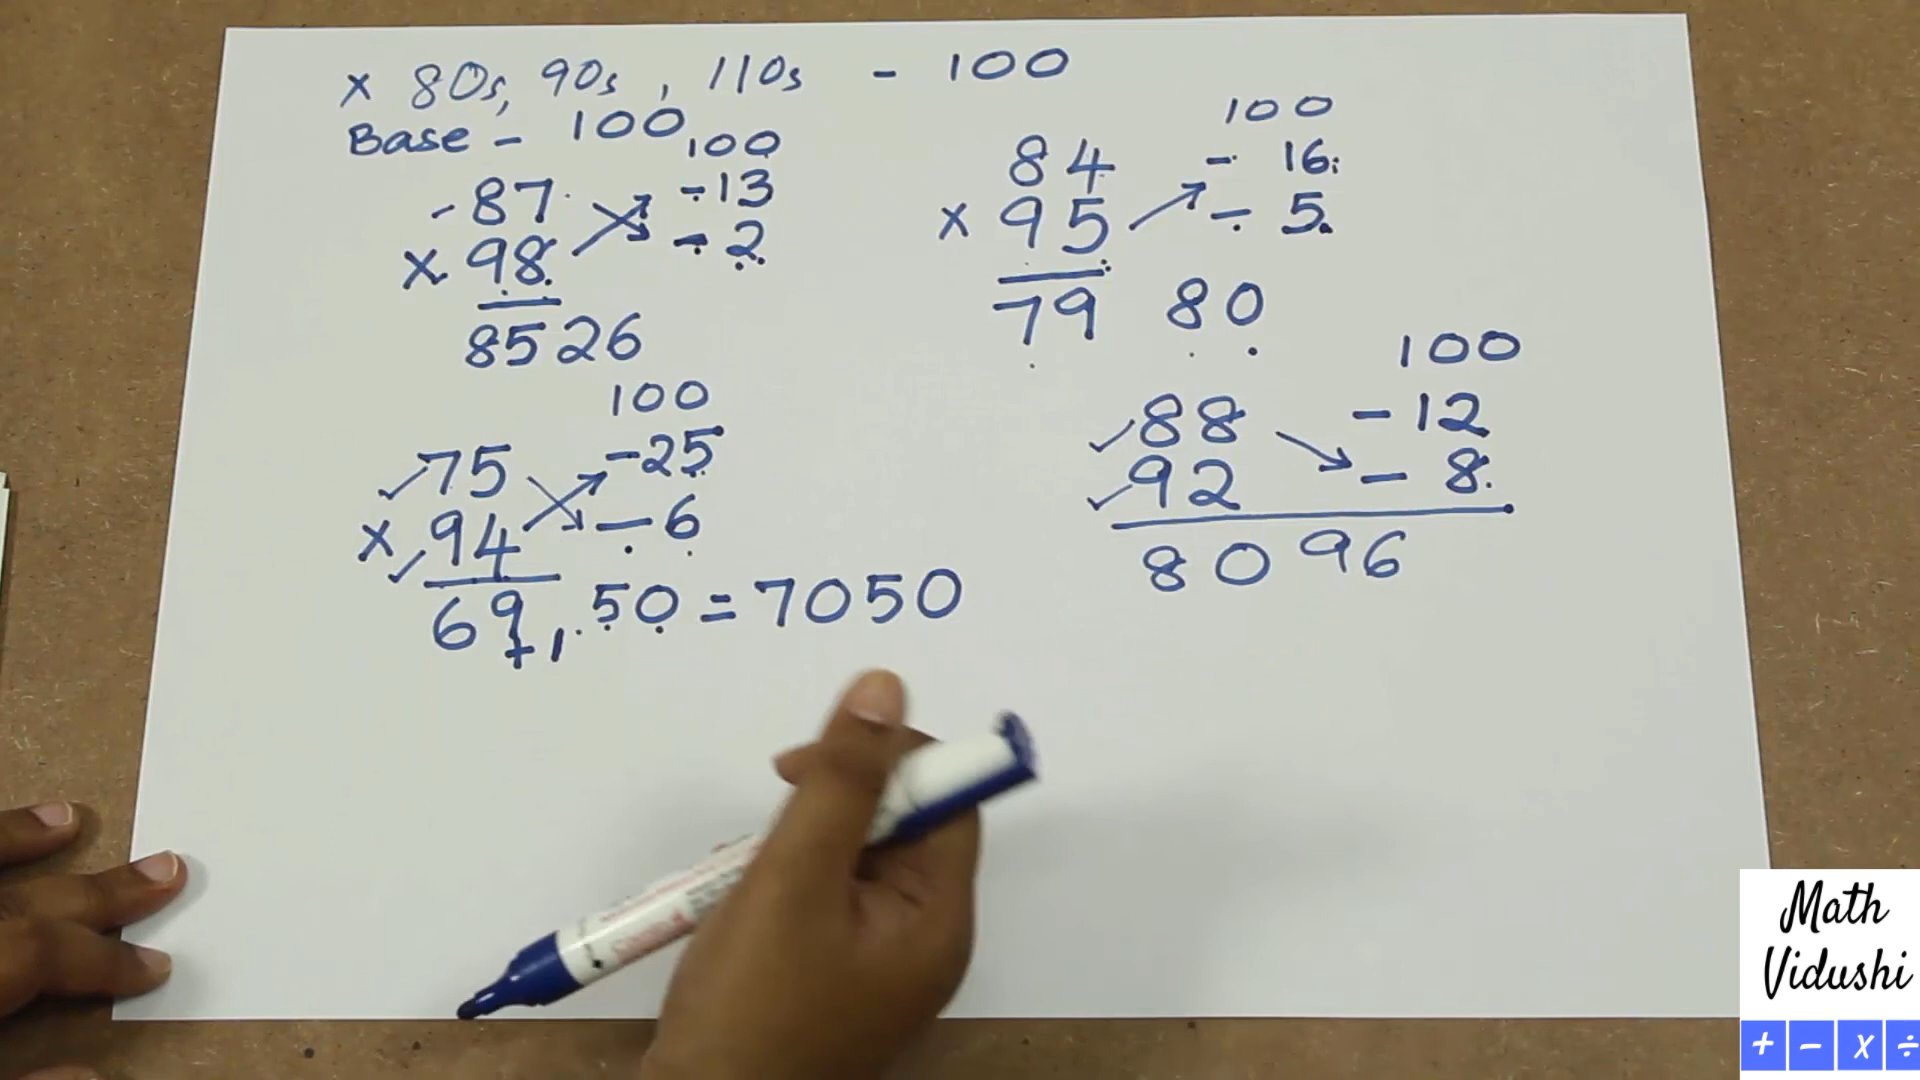 × 80s, 90s, 110s - 100
Base - 100
100
87 -13
× 98 -2
8526
100
84 - 16
× 95 - 5
79 80
100
75 -25
× 94 - 6
69, 50 = 7050
+1
100
88 - 12
92 - 8
8096
Math
Vidushi
+ - x ÷